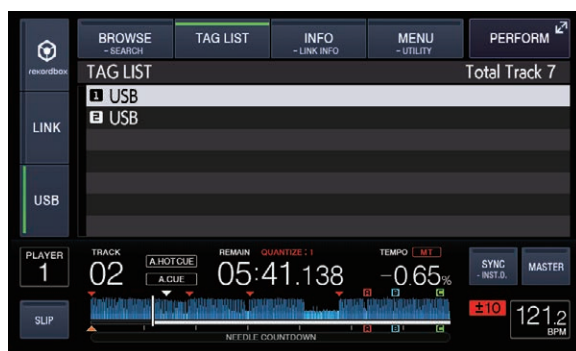 BROWSE
- SEARCH
TAG LIST
INFO
- LINK INFO
MENU
- UTILITY
PERFORM
rekordbox
TAG LIST
Total Track 7
1 USB
2 USB
LINK
USB
PLAYER
1
TRACK
02
A.HOT CUE
A.CUE
REMAIN
QUANTIZE : 1
05:41.138
TEMPO
MT
-0.65%
SYNC
- INST.D.
MASTER
A
B
C
SLIP
±10
121.2
BPM
A
B
C
NEEDLE COUNTDOWN